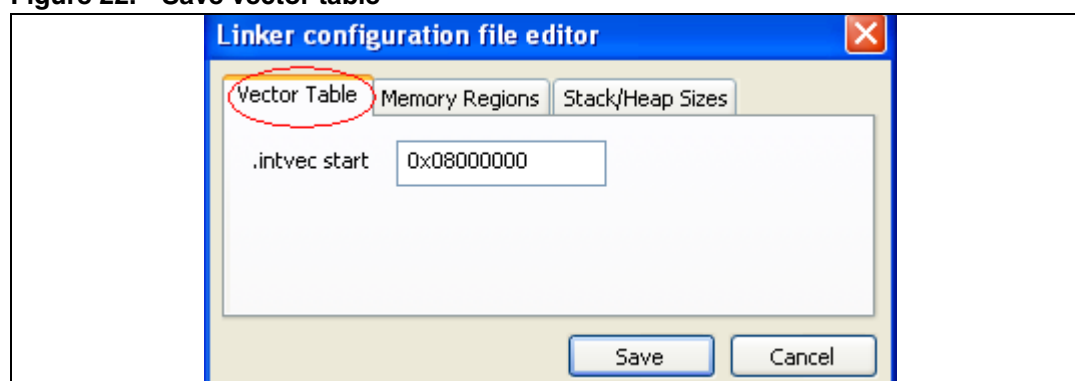 Figure 22. Save vector table
Linker configuration file editor
Vector Table Memory Regions Stack/Heap Sizes
.intvec start 0x08000000
Save Cancel